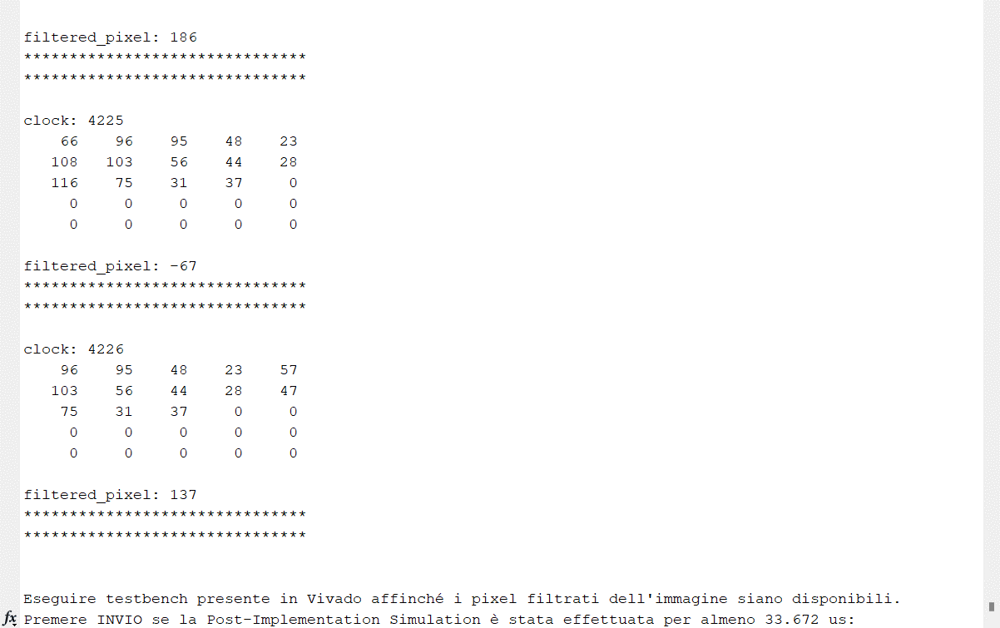 filtered_pixel: 186
*******************************
*******************************
clock: 4225
66 96 95 48 23
108 103 56 44 28
116 75 31 37 0
0 0 0 0 0
0 0 0 0 0
filtered_pixel: -67
*******************************
*******************************
clock: 4226
96 95 48 23 57
103 56 44 28 47
75 31 37 0 0
0 0 0 0 0
0 0 0 0 0
filtered_pixel: 137
*******************************
*******************************
Eseguire testbench presente in Vivado affinché i pixel filtrati dell'immagine siano disponibili.
fx Premere INVIO se la Post-Implementation Simulation è stata effettuata per almeno 33.672 us: